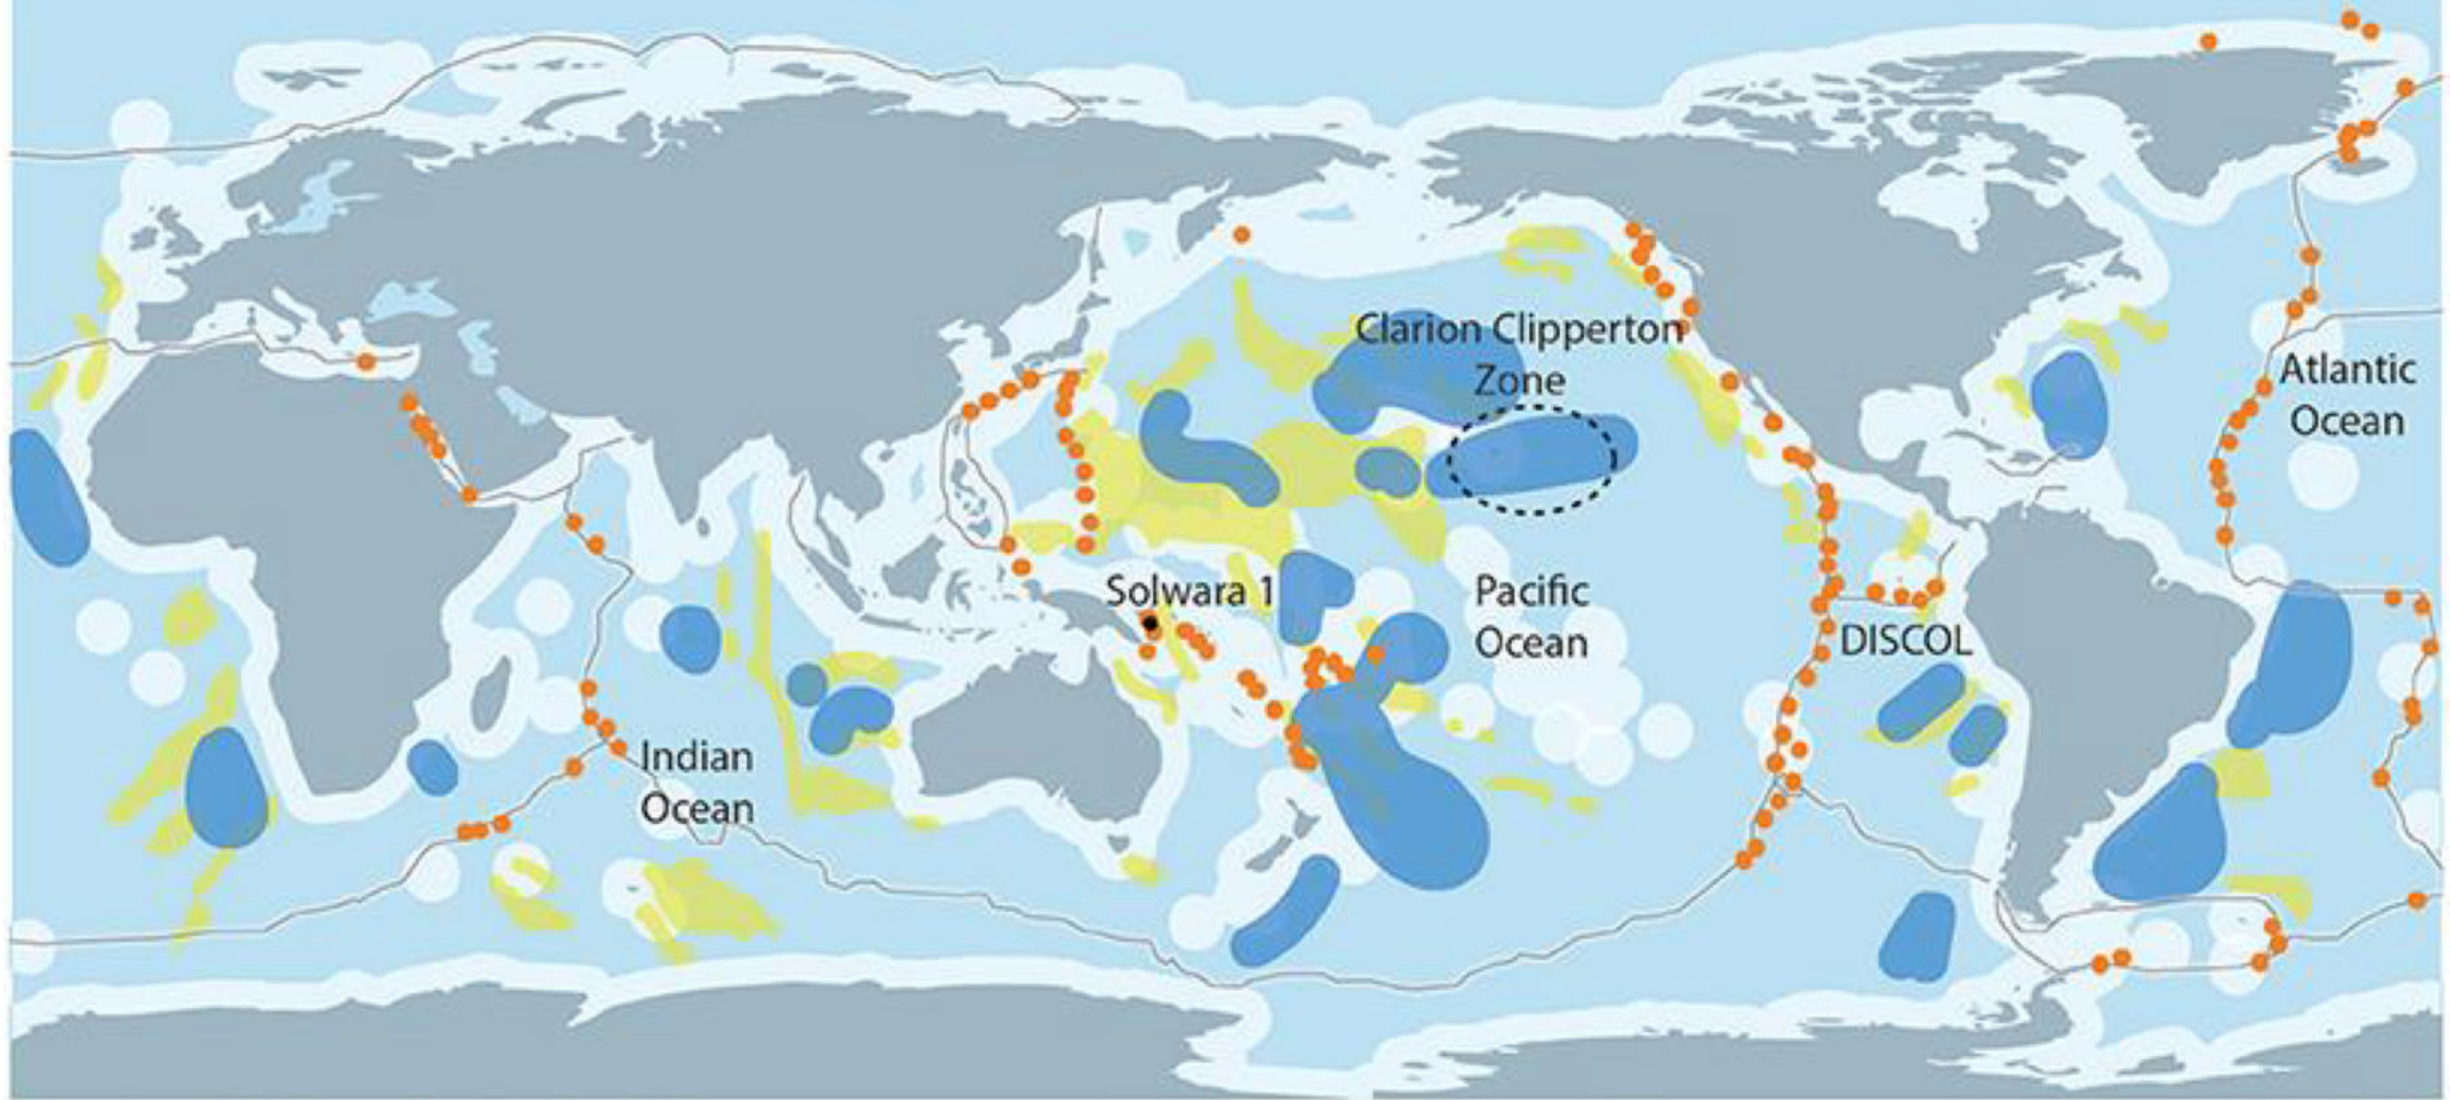 Clarion Clipperton
Zone
Atlantic
Ocean
Solwara 1
Pacific
Ocean
DISCOL
Indian
Ocean